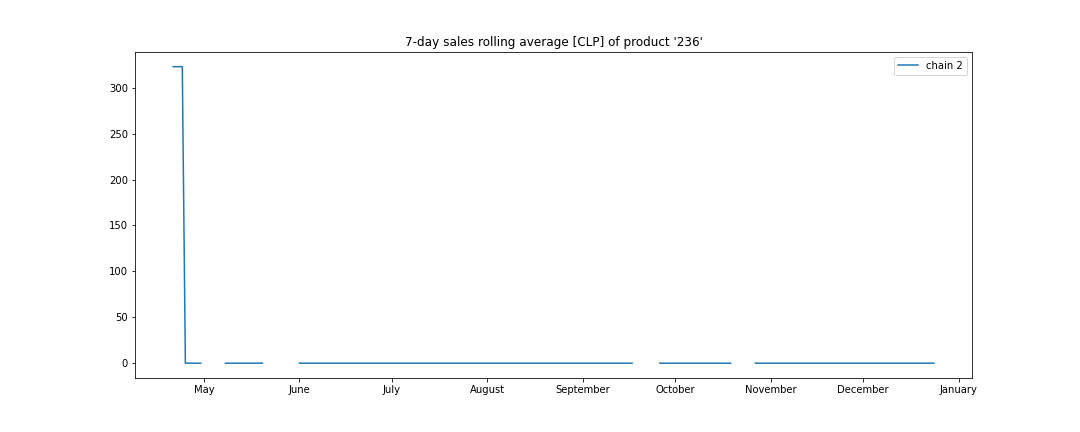 7-day sales rolling average [CLP] of product '236'
chain 2
300
250
200
150
100
50
0
May June July August September October November December January